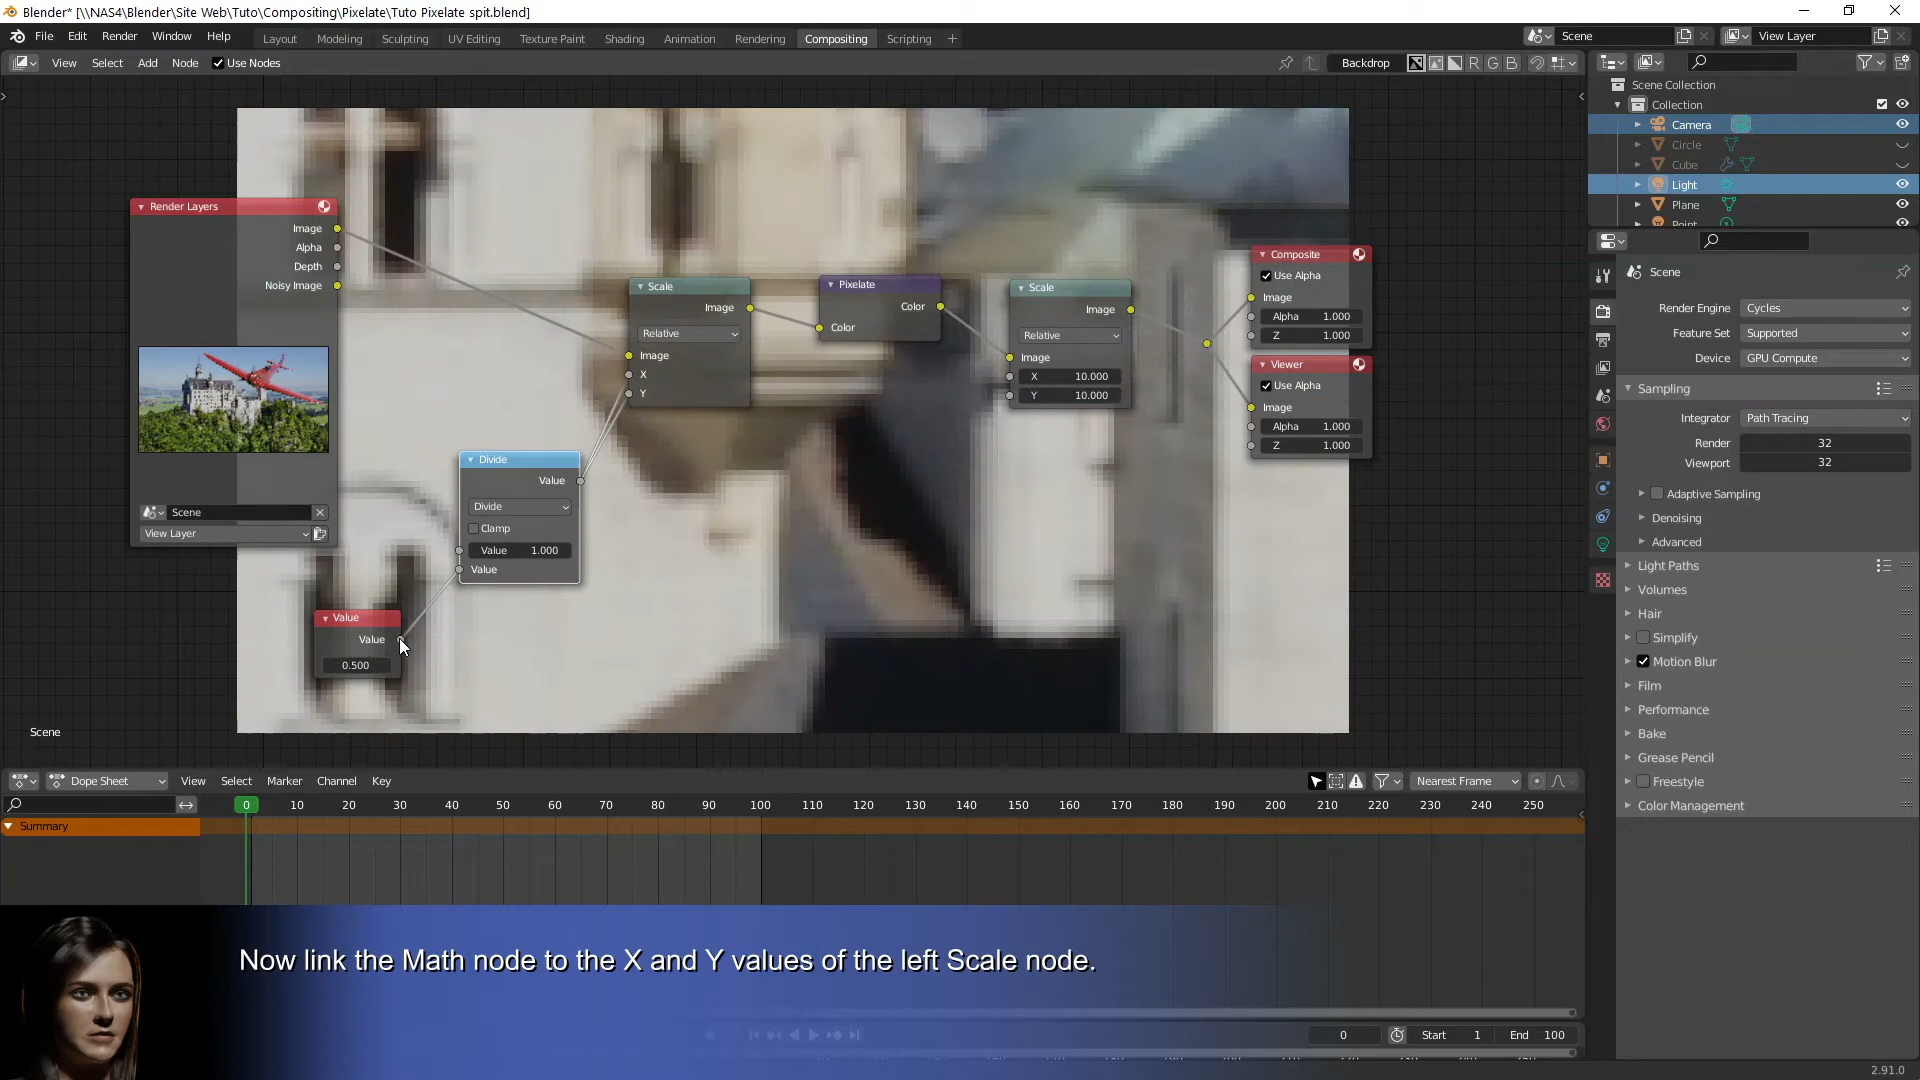 Blender* [\\NAS4\Blender\Site Web\Tuto\Compositing\Pixelate\Tuto Pixelate spit.blend]
File Edit Render Window Help Layout Modeling Sculpting UV Editing Texture Paint Shading Animation Rendering Compositing Scripting + Scene View Layer
View Select Add Node Use Nodes Backdrop R G B
Scene Collection
Collection
Camera
Circle
Cube
Light
Plane
Point
Render Layers
Image
Alpha
Depth
Noisy Image
Scene
View Layer
Scale
Image
Relative
Image
X
Y
Pixelate
Color
Color
Scale
Image
Relative
Image
X 10.000
Y 10.000
Composite
Use Alpha
Image
Alpha 1.000
Z 1.000
Viewer
Use Alpha
Image
Alpha 1.000
Z 1.000
Divide
Value
Divide
Clamp
Value 1.000
Value
Value
Value
0.500
Scene
Scene
Render Engine Cycles
Feature Set Supported
Device GPU Compute
Sampling
Integrator Path Tracing
Render 32
Viewport 32
Adaptive Sampling
Denoising
Advanced
Light Paths
Volumes
Hair
Simplify
Motion Blur
Film
Performance
Bake
Grease Pencil
Freestyle
Color Management
Dope Sheet View Select Marker Channel Key Nearest Frame
0 10 20 30 40 50 60 70 80 90 100 110 120 130 140 150 160 170 180 190 200 210 220 230 240 250
Summary
Now link the Math node to the X and Y values of the left Scale node.
0 Start 1 End 100
2.91.0